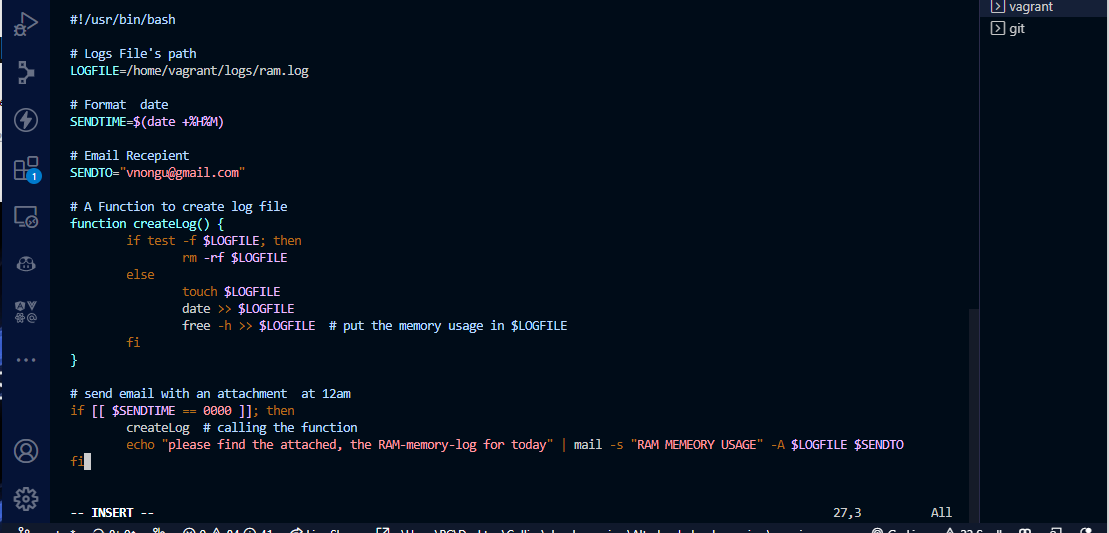 #!/usr/bin/bash
# Logs File's path
LOGFILE=/home/vagrant/logs/ram.log
# Format  date
SENDTIME=$(date +%H%M)
# Email Recepient
SENDTO="vnongu@gmail.com"
# A Function to create log file
function createLog() {
        if test -f $LOGFILE; then
                rm -rf $LOGFILE
        else
                touch $LOGFILE
                date >> $LOGFILE
                free -h >> $LOGFILE  # put the memory usage in $LOGFILE
        fi
}
# send email with an attachment  at 12am
if [[ $SENDTIME == 0000 ]]; then
        createLog  # calling the function
        echo "please find the attached, the RAM-memory-log for today" | mail -s "RAM MEMEORY USAGE" -A $LOGFILE $SENDTO
fi
-- INSERT --
27,3
All
vagrant
git
1